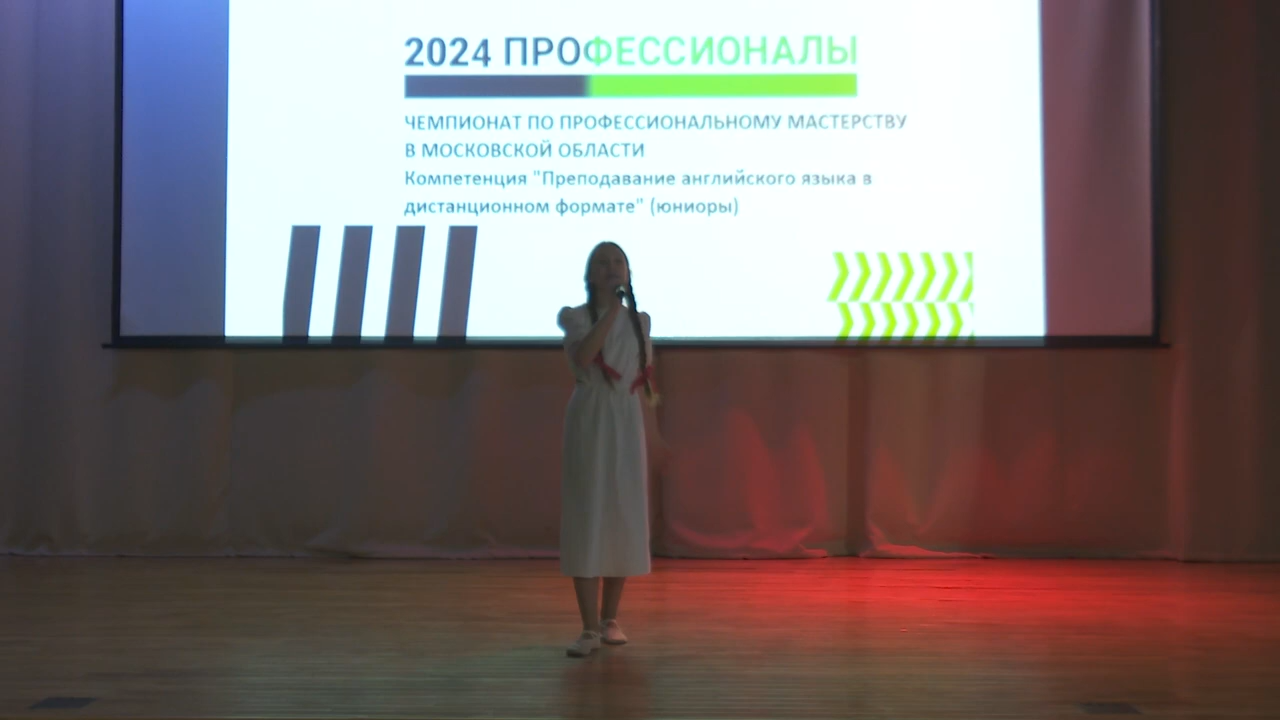 2024 ПРОФЕССИОНАЛЫ
ЧЕМПИОНАТ ПО ПРОФЕССИОНАЛЬНОМУ МАСТЕРСТВУ
В МОСКОВСКОЙ ОБЛАСТИ
Компетенция "Преподавание английского языка в
дистанционном формате" (юниоры)